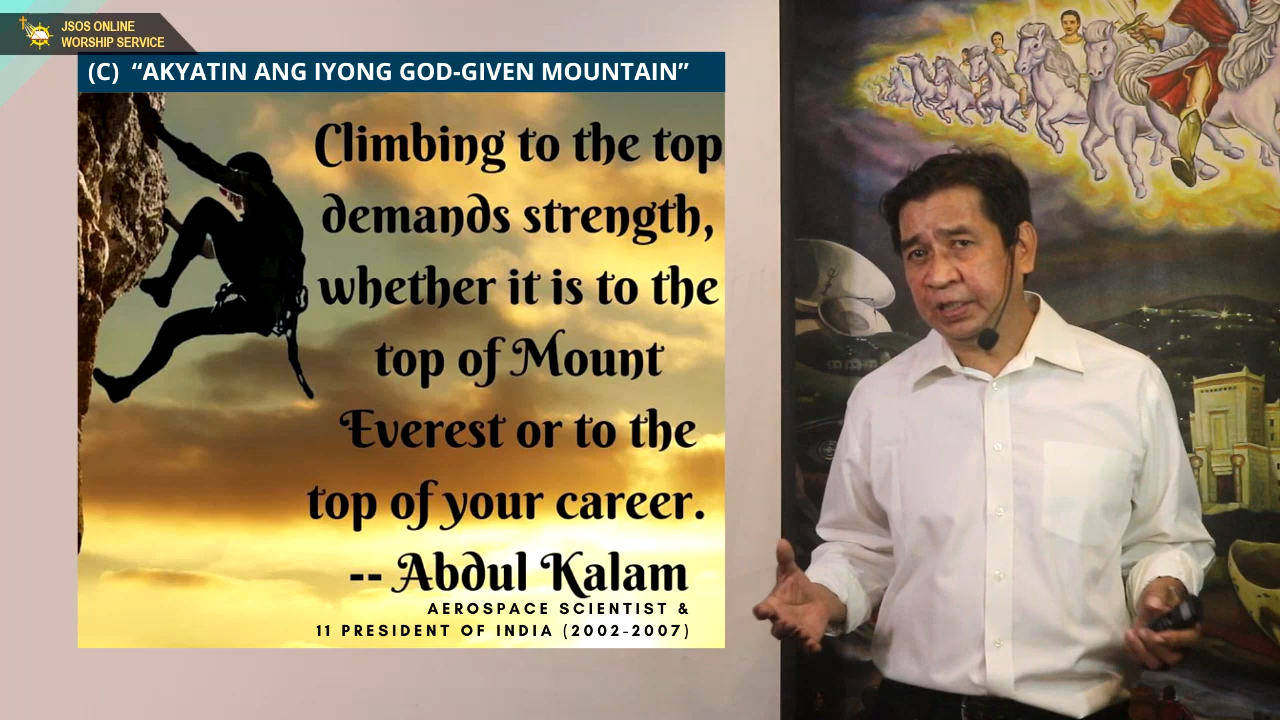 JSOS ONLINE
WORSHIP SERVICE
(C) “AKYATIN ANG IYONG GOD-GIVEN MOUNTAIN”
Climbing to the top
demands strength,
whether it is to the
top of Mount
Everest or to the
top of your career.
-- Abdul Kalam
AEROSPACE SCIENTIST &
11 PRESIDENT OF INDIA (2002-2007)